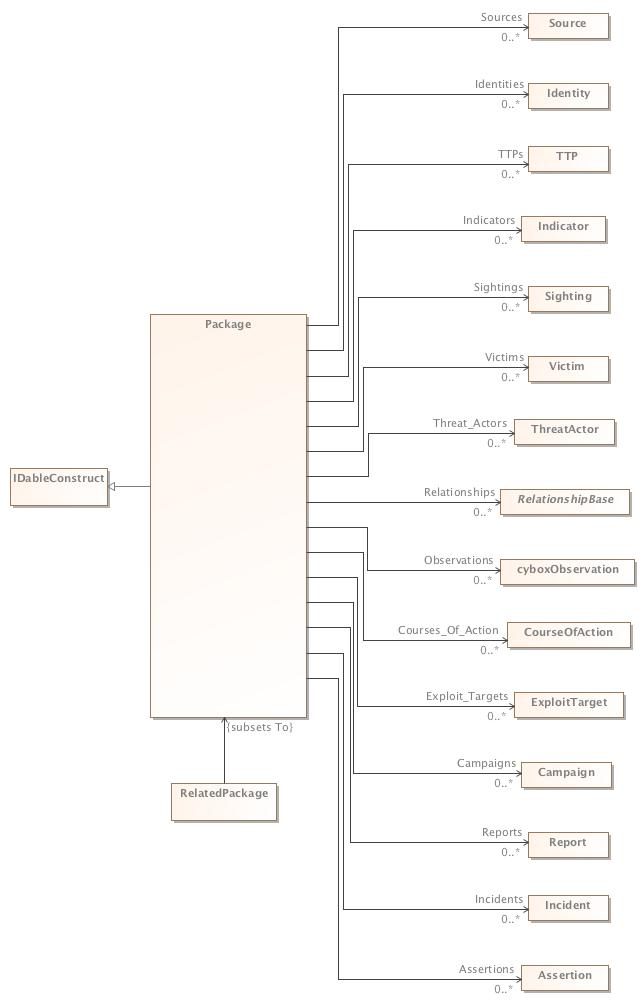 Sources
0..*
Source
Identities
0..*
Identity
TTPs
0..*
TTP
Indicators
0..*
Indicator
Sightings
0..*
Sighting
Package
Victims
0..*
Victim
Threat_Actors
0..*
ThreatActor
IDableConstruct
Relationships
0..*
RelationshipBase
Observations
0..*
cyboxObservation
Courses_Of_Action
0..*
CourseOfAction
Exploit_Targets
0..*
ExploitTarget
{subsets To}
Campaigns
0..*
Campaign
RelatedPackage
Reports
0..*
Report
Incidents
0..*
Incident
Assertions
0..*
Assertion